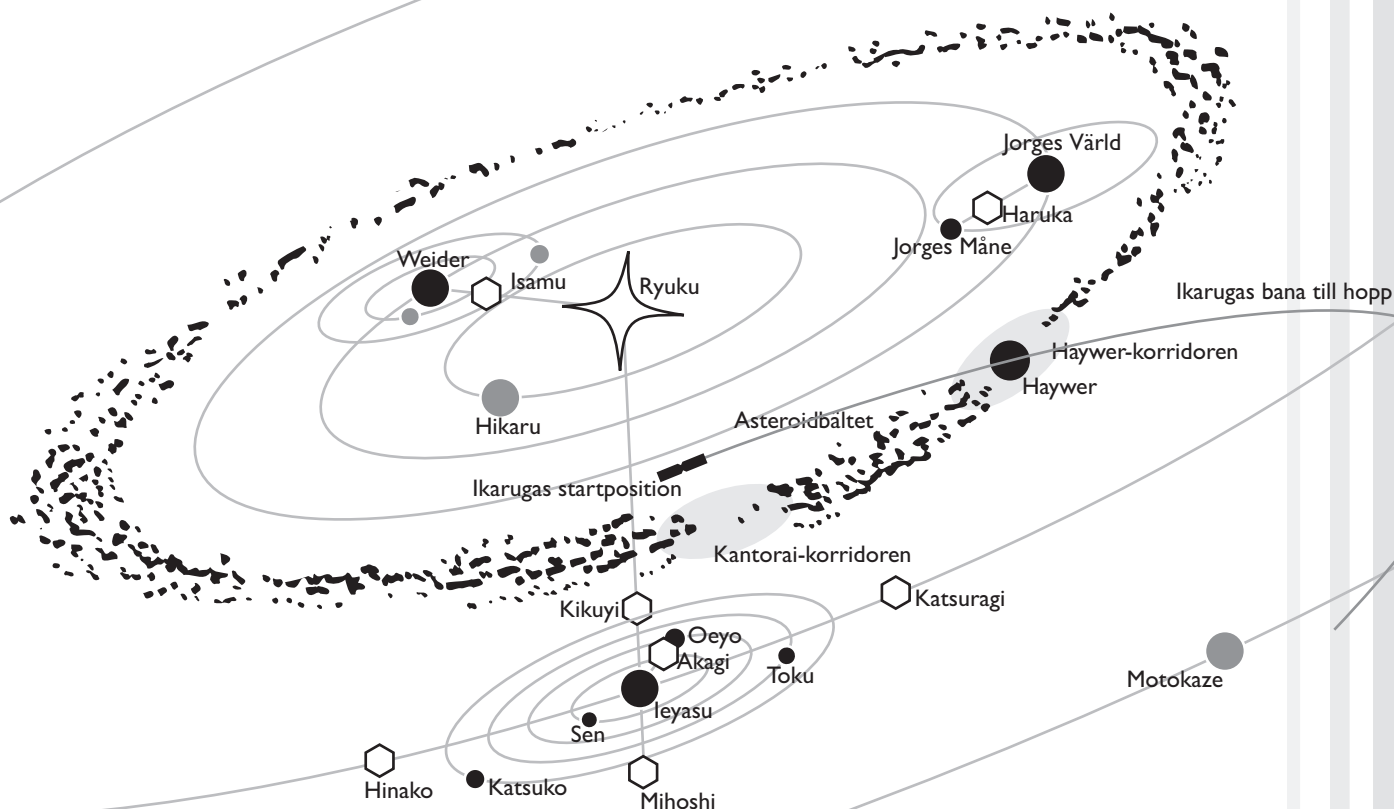 Jorges Värld
Haruka
Jorges Måne
Weider
Isamu
Ryuku
Ikarugas bana till hopp
Haywer-korridoren
Haywer
Hikaru
Asteroidbältet
Ikarugas startposition
Kantorai-korridoren
Kikuyi
Katsuragi
Oeyo
Akagi
Toku
Motokaze
Ieyasu
Sen
Hinako
Katsuko
Mihoshi